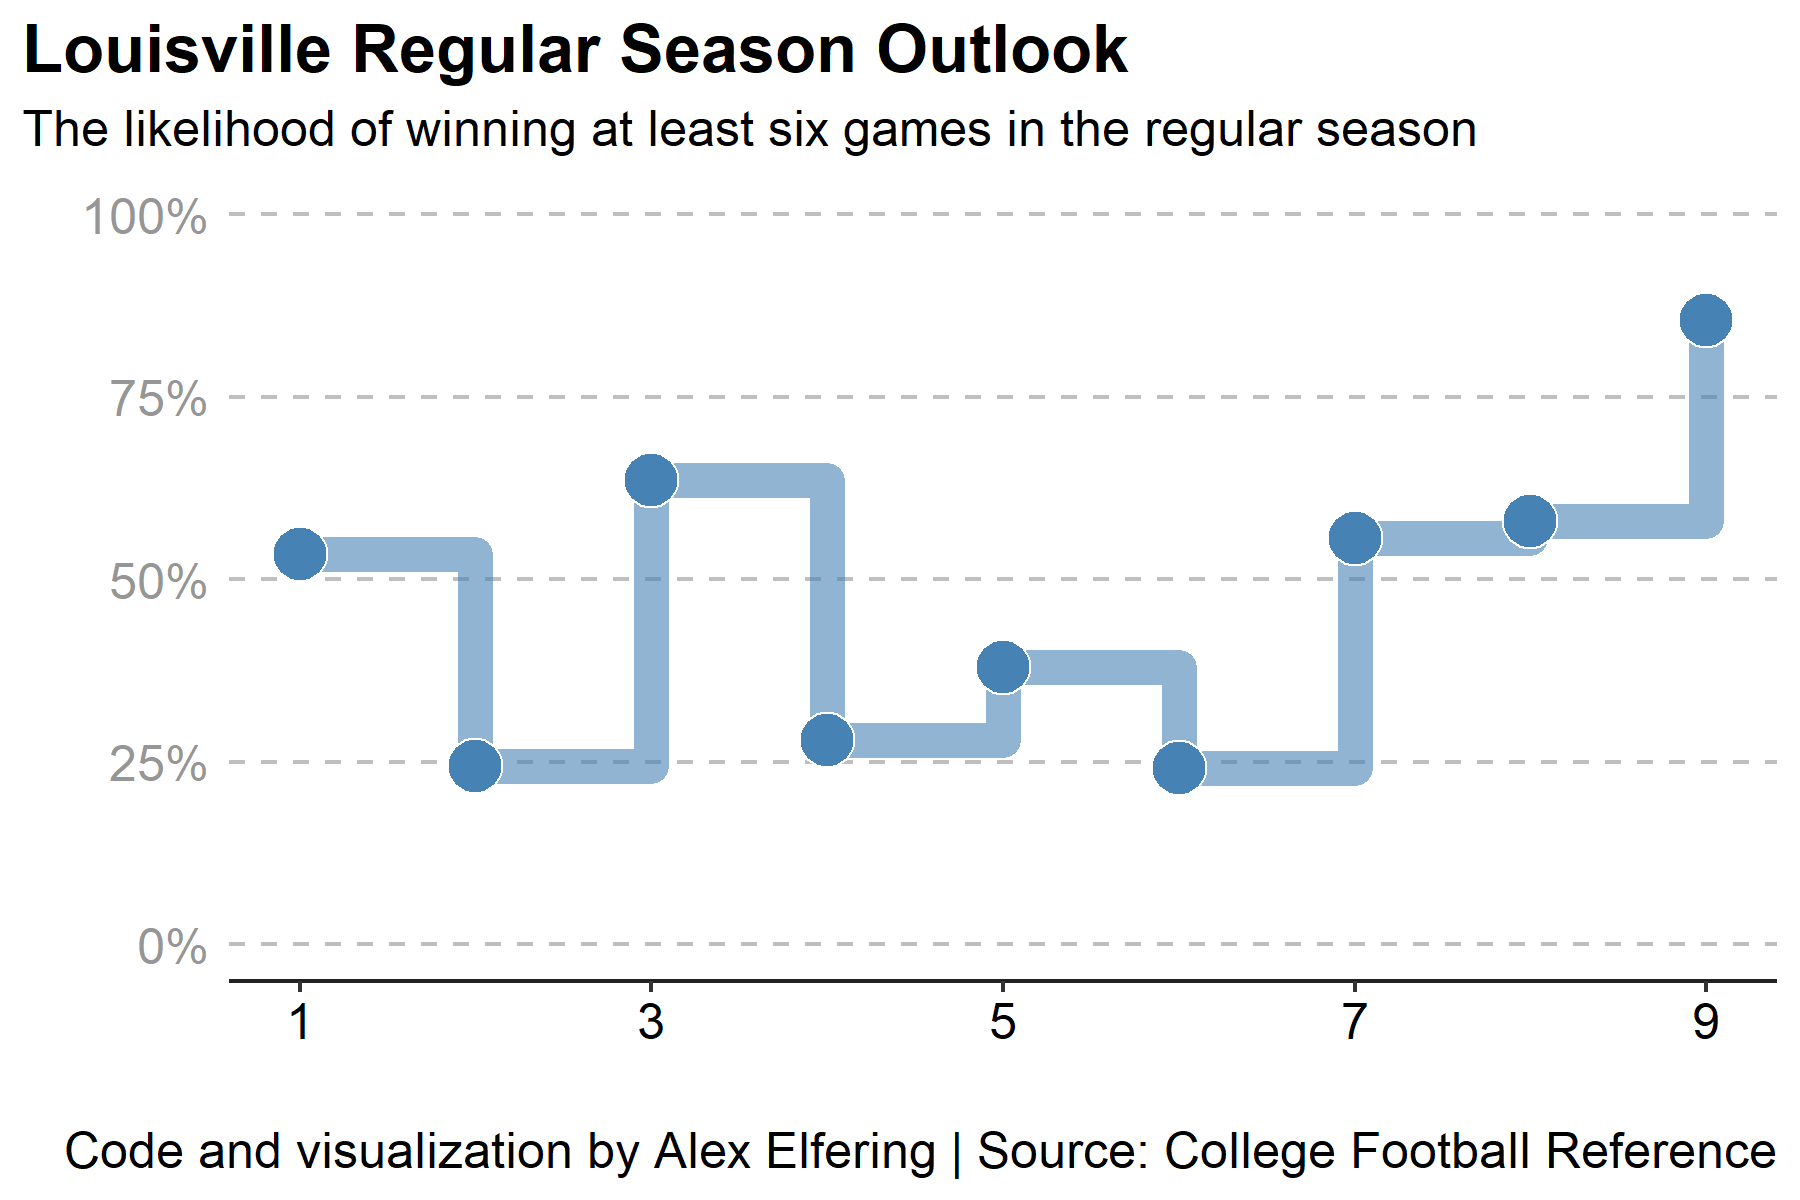 Louisville Regular Season Outlook
The likelihood of winning at least six games in the regular season
100%
75%
50%
25%
0%
1 3 5 7 9
Code and visualization by Alex Elfering | Source: College Football Reference